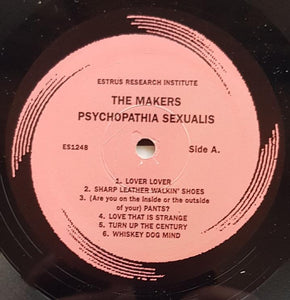 ESTRUS RESEARCH INSTITUTE
THE MAKERS
PSYCHOPATHIA SEXUALIS
ES1248 Side A.
1. LOVER LOVER
2. SHARP LEATHER WALKIN' SHOES
3. (Are you on the inside or the outside
of your) PANTS?
4. LOVE THAT IS STRANGE
5. TURN UP THE CENTURY
6. WHISKEY DOG MIND